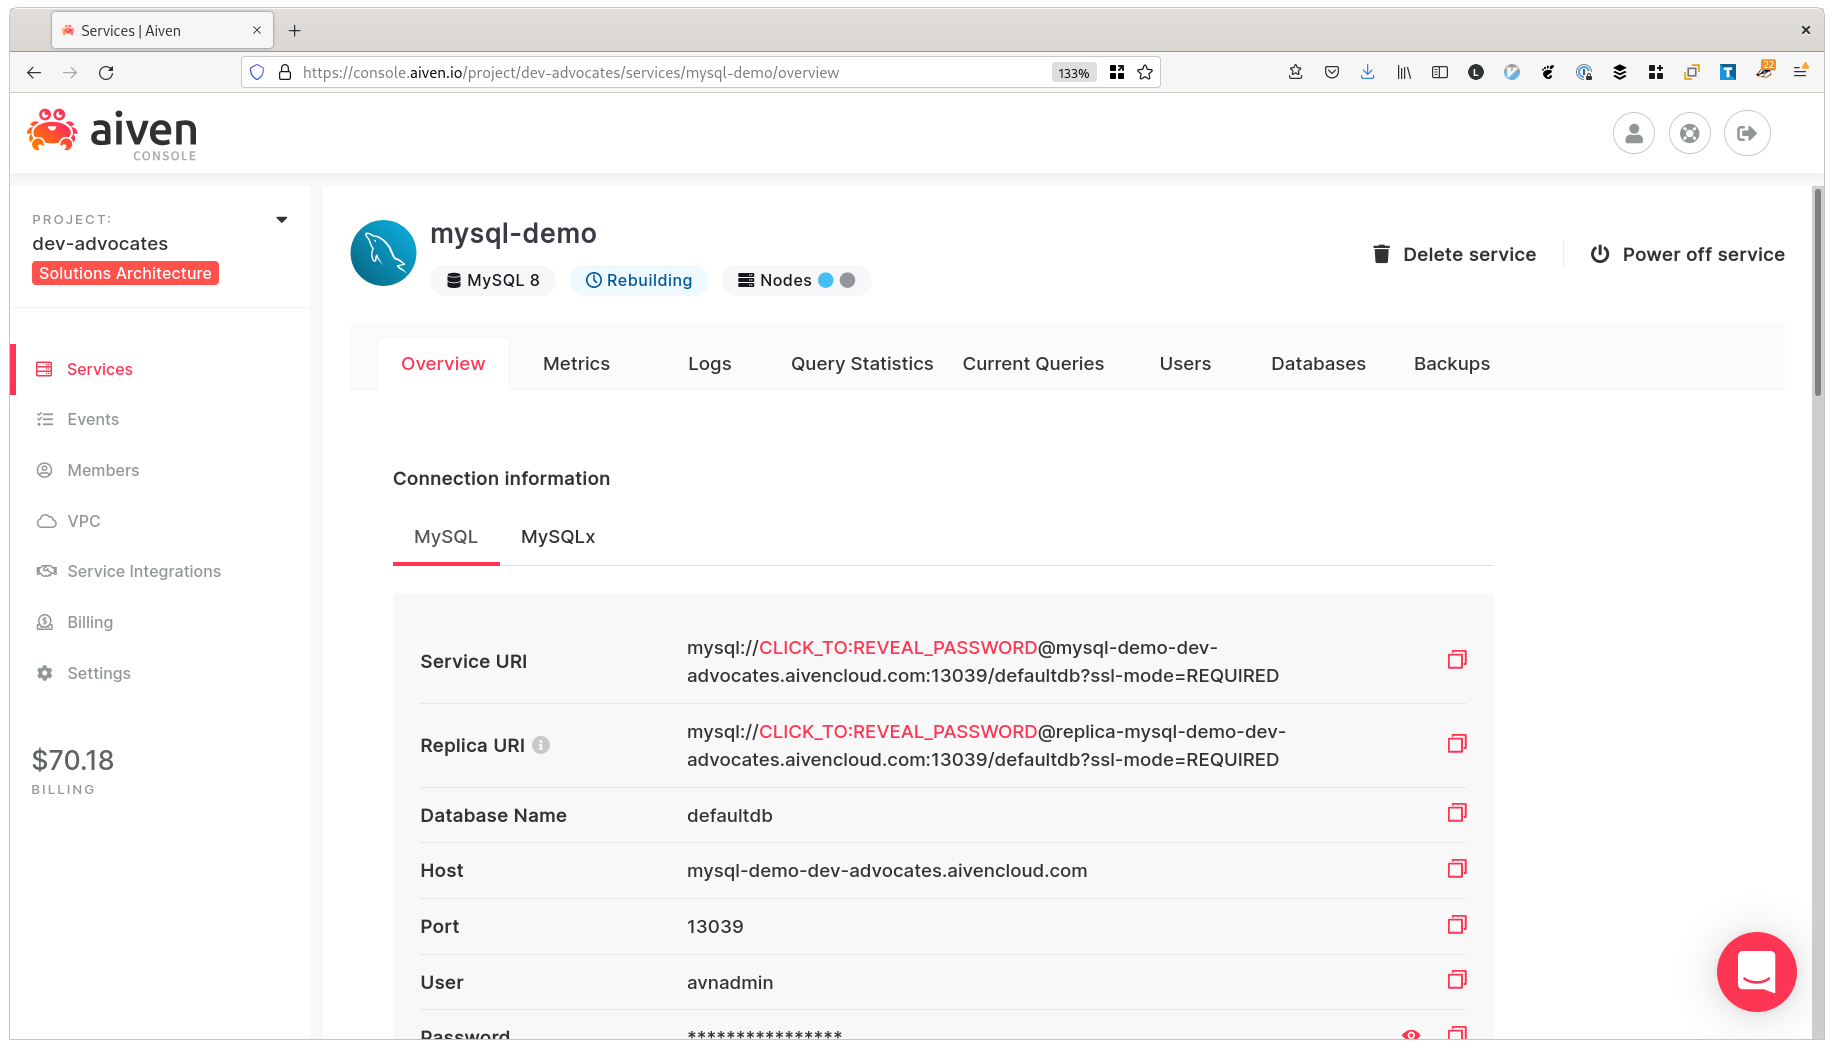 Services | Aiven
https://console.aiven.io/project/dev-advocates/services/mysql-demo/overview
133%
22
aiven
CONSOLE
PROJECT:
dev-advocates
Solutions Architecture
Services
Events
Members
VPC
Service Integrations
Billing
Settings
$70.18
BILLING
mysql-demo
MySQL 8 Rebuilding Nodes
Delete service Power off service
Overview Metrics Logs Query Statistics Current Queries Users Databases Backups
Connection information
MySQL MySQLx
Service URI
mysql://CLICK_TO:REVEAL_PASSWORD@mysql-demo-dev-
advocates.aivencloud.com:13039/defaultdb?ssl-mode=REQUIRED
Replica URI
mysql://CLICK_TO:REVEAL_PASSWORD@replica-mysql-demo-dev-
advocates.aivencloud.com:13039/defaultdb?ssl-mode=REQUIRED
Database Name defaultdb
Host mysql-demo-dev-advocates.aivencloud.com
Port 13039
User avnadmin
Password ****************